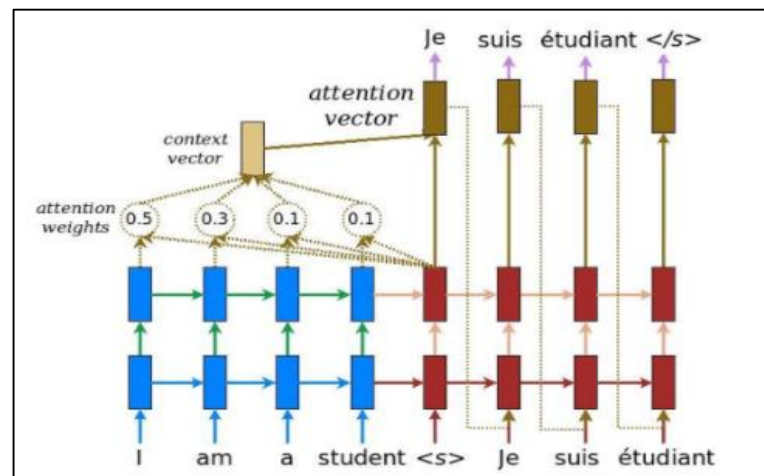 Je suis étudiant </s>
attention
vector
context
vector
attention
weights
0.5 0.3 0.1 0.1
I am a student <s> Je suis étudiant